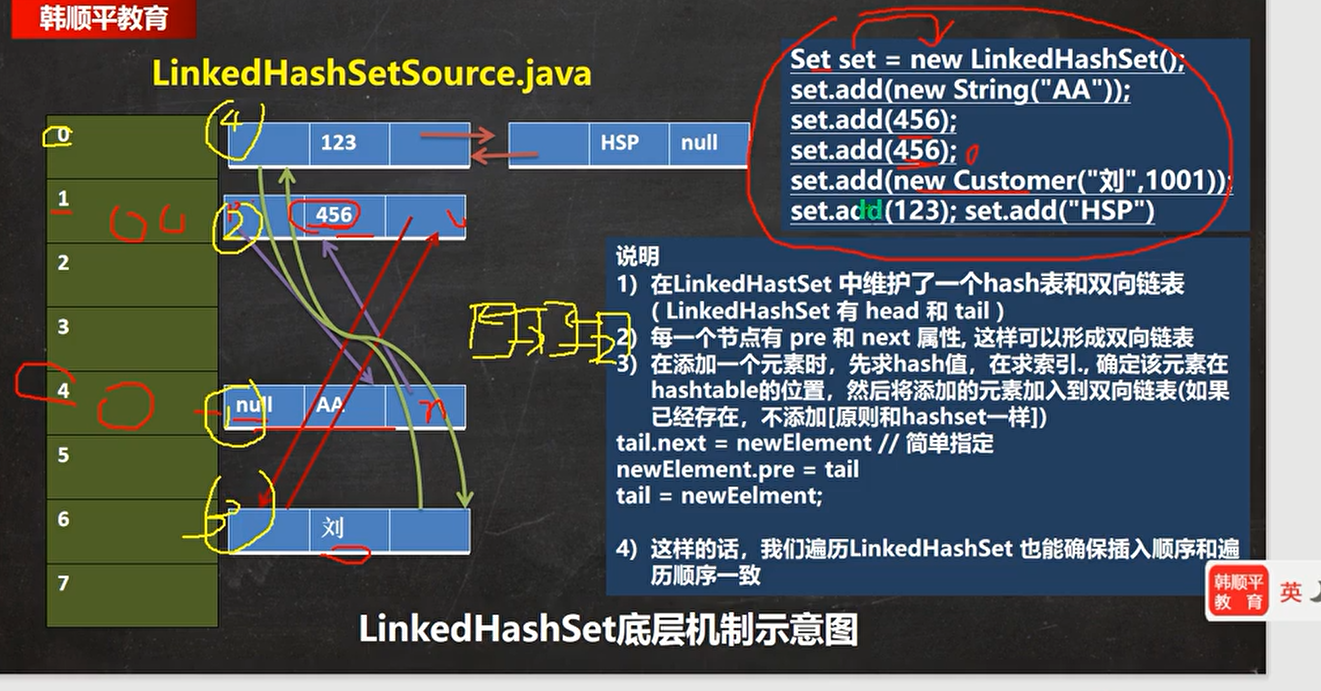 韩顺平教育
LinkedHashSetSource.java
Set set = new LinkedHashSet();
set.add(new String("AA"));
set.add(456);
set.add(456);
set.add(new Customer("刘",1001));
set.add(123); set.add("HSP")
0
4
123
HSP
null
1
2
456
2
3
4
1
null
AA
n
5
6
3
刘
7
说明
1) 在LinkedHastSet 中维护了一个hash表和双向链表
( LinkedHashSet 有 head 和 tail )
2) 每一个节点有 pre 和 next 属性, 这样可以形成双向链表
3) 在添加一个元素时，先求hash值，在求索引., 确定该元素在
hashtable的位置，然后将添加的元素加入到双向链表(如果
已经存在，不添加[原则和hashset一样])
tail.next = newElement // 简单指定
newElement.pre = tail
tail = newEelment;
4) 这样的话，我们遍历LinkedHashSet 也能确保插入顺序和遍
历顺序一致
LinkedHashSet底层机制示意图
韩顺平
教 育
英